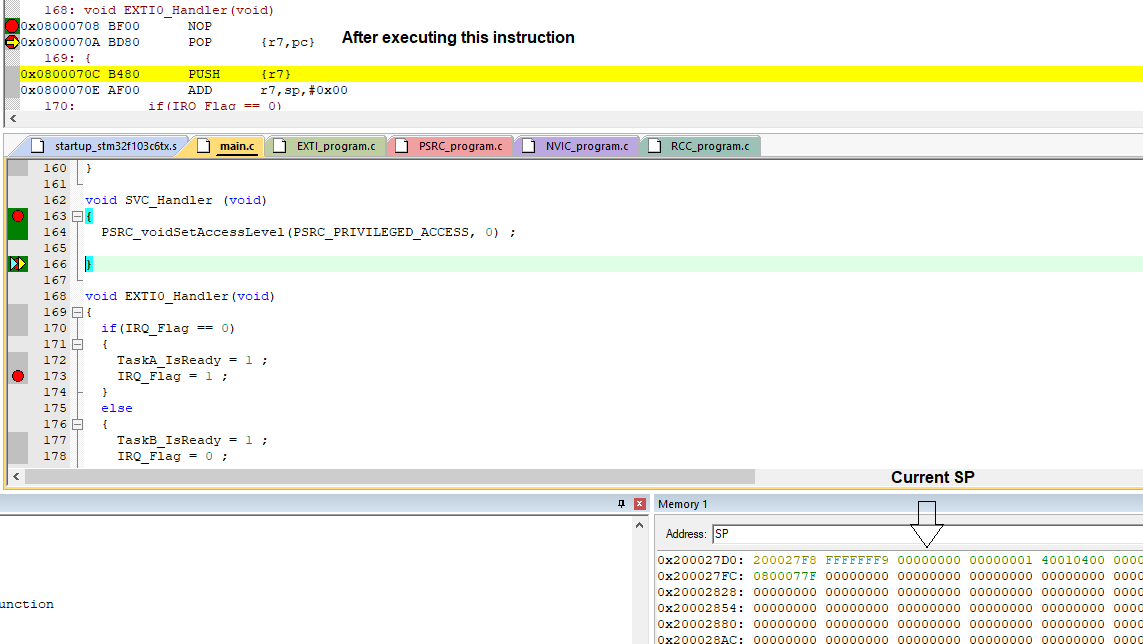 168: void EXTI0_Handler(void)
0x08000708 BF00 NOP
0x0800070A BD80 POP {r7,pc} After executing this instruction
169: {
0x0800070C B480 PUSH {r7}
0x0800070E AF00 ADD r7,sp,#0x00
170: if(IRQ_Flag == 0)
startup_stm32f103c6tx.s main.c EXTI_program.c PSRC_program.c NVIC_program.c RCC_program.c
160 }
161
162 void SVC_Handler (void)
163 {
164 PSRC_voidSetAccessLevel(PSRC_PRIVILEGED_ACCESS, 0) ;
165
166 }
167
168 void EXTI0_Handler(void)
169 {
170 if(IRQ_Flag == 0)
171 {
172 TaskA_IsReady = 1 ;
173 IRQ_Flag = 1 ;
174 }
175 else
176 {
177 TaskB_IsReady = 1 ;
178 IRQ_Flag = 0 ;
Current SP
Memory 1
Address: SP
0x200027D0: 200027F8 FFFFFFF9 00000000 00000001 40010400 0000
0x200027FC: 0800077F 00000000 00000000 00000000 00000000 0000
0x20002828: 00000000 00000000 00000000 00000000 00000000 0000
0x20002854: 00000000 00000000 00000000 00000000 00000000 0000
0x20002880: 00000000 00000000 00000000 00000000 00000000 0000
0x200028AC: 00000000 00000000 00000000 00000000 00000000 0000
unction